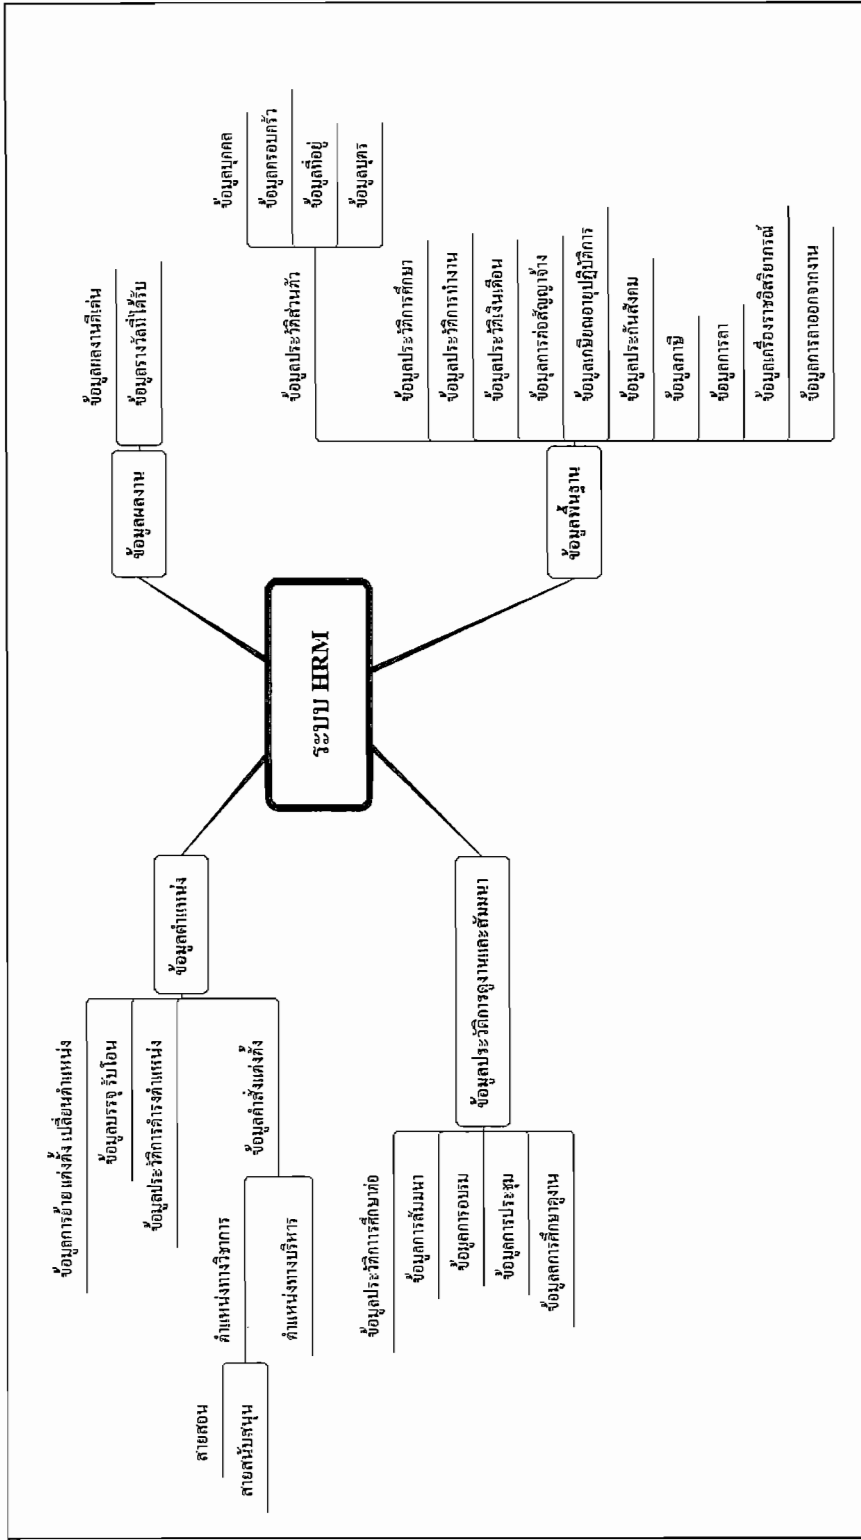 ระบบ HRM
ข้อมูลผลงาน
ข้อมูลผลงานดีเด่น
ข้อมูลรางวัลที่ได้รับ
ข้อมูลพื้นฐาน
ข้อมูลประวัติส่วนตัว
ข้อมูลบุคคล
ข้อมูลครอบครัว
ข้อมูลที่อยู่
ข้อมูลบุตร
ข้อมูลประวัติการศึกษา
ข้อมูลประวัติการทำงาน
ข้อมูลประวัติเงินเดือน
ข้อมูลการต่อสัญญาจ้าง
ข้อมูลเกษียณอายุปฏิบัติการ
ข้อมูลประกันสังคม
ข้อมูลภาษี
ข้อมูลการลา
ข้อมูลเครื่องราชอิสริยาภรณ์
ข้อมูลการลาออกจากงาน
ข้อมูลตำแหน่ง
ข้อมูลการย้าย แต่งตั้ง เปลี่ยนตำแหน่ง
ข้อมูลบรรจุ รับโอน
ข้อมูลประวัติการดำรงตำแหน่ง
ข้อมูลคำสั่งแต่งตั้ง
ตำแหน่งทางวิชาการ
สายสอน
สายสนับสนุน
ตำแหน่งทางบริหาร
ข้อมูลประวัติการดูงานและสัมมนา
ข้อมูลประวัติการศึกษาต่อ
ข้อมูลการสัมมนา
ข้อมูลการอบรม
ข้อมูลการประชุม
ข้อมูลการศึกษาดูงาน